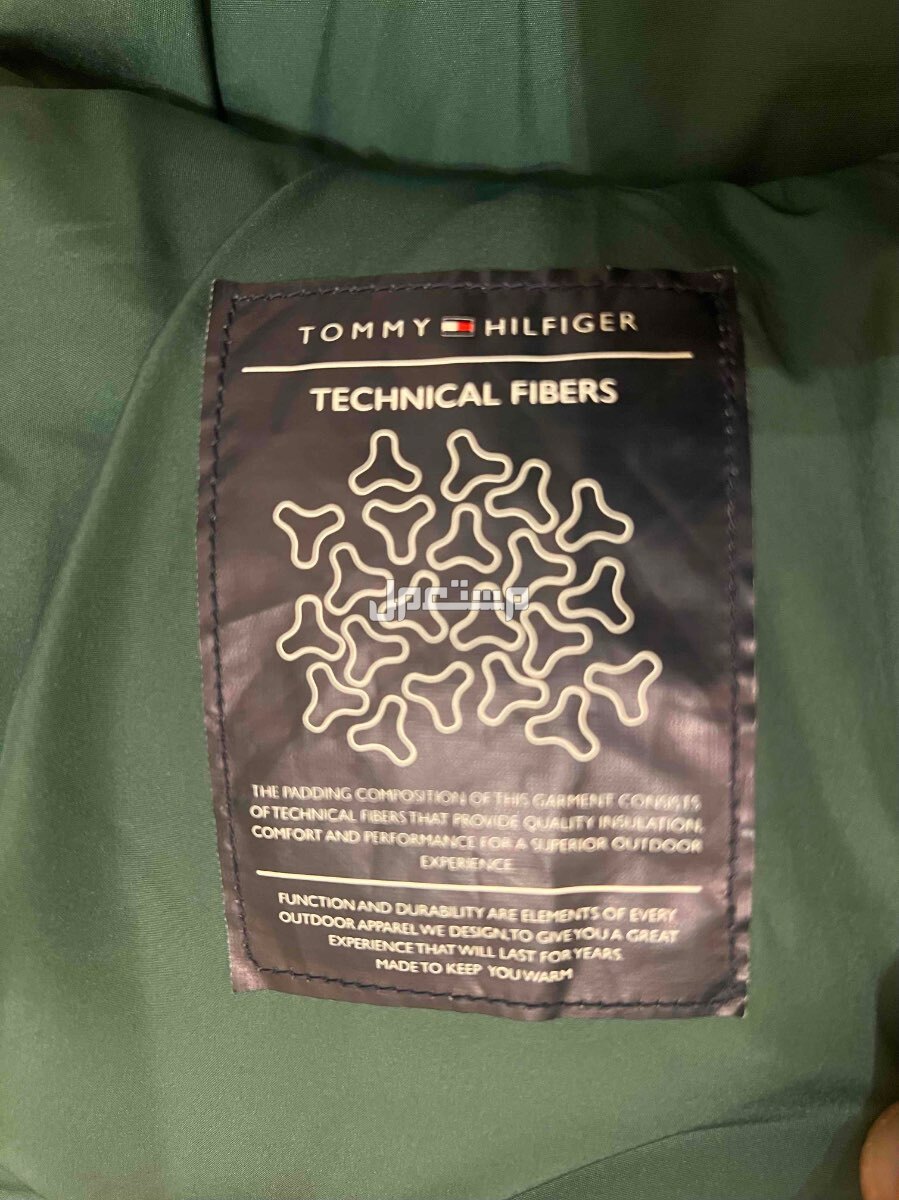 TOMMY HILFIGER
TECHNICAL FIBERS
مستعمل
THE PADDING COMPOSITION OF THIS GARMENT CONSISTS
OF TECHNICAL FIBERS THAT PROVIDE QUALITY INSULATION,
COMFORT AND PERFORMANCE FOR A SUPERIOR OUTDOOR
EXPERIENCE.
FUNCTION AND DURABILITY ARE ELEMENTS OF EVERY
OUTDOOR APPAREL WE DESIGN, TO GIVE YOU A GREAT
EXPERIENCE THAT WILL LAST FOR YEARS.
MADE TO KEEP YOU WARM